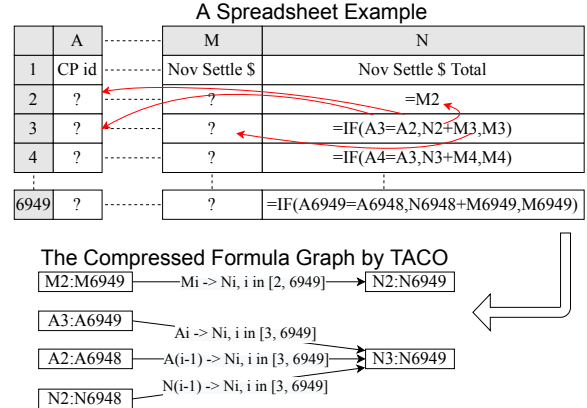 A Spreadsheet Example
A M N
1 CP id Nov Settle $ Nov Settle $ Total
2 ? ? =M2
3 ? ? =IF(A3=A2,N2+M3,M3)
4 ? ? =IF(A4=A3,N3+M4,M4)
6949 ? ? =IF(A6949=A6948,N6948+M6949,M6949)
The Compressed Formula Graph by TACO
M2:M6949 Mi -> Ni, i in [2, 6949] N2:N6949
A3:A6949 Ai -> Ni, i in [3, 6949]
A2:A6948 A(i-1) -> Ni, i in [3, 6949] N3:N6949
N2:N6948 N(i-1) -> Ni, i in [3, 6949]